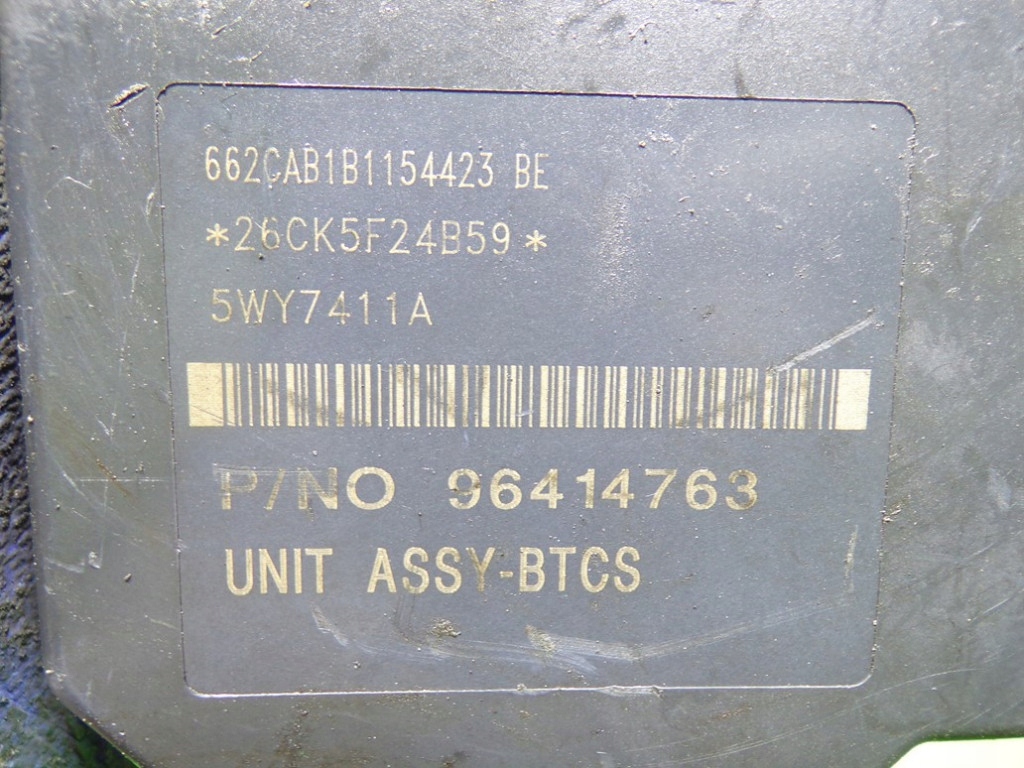 662CAB1B1154423 BE
*26CK5F24B59*
5WY7411A
P/NO 96414763
UNIT ASSY-BTCS